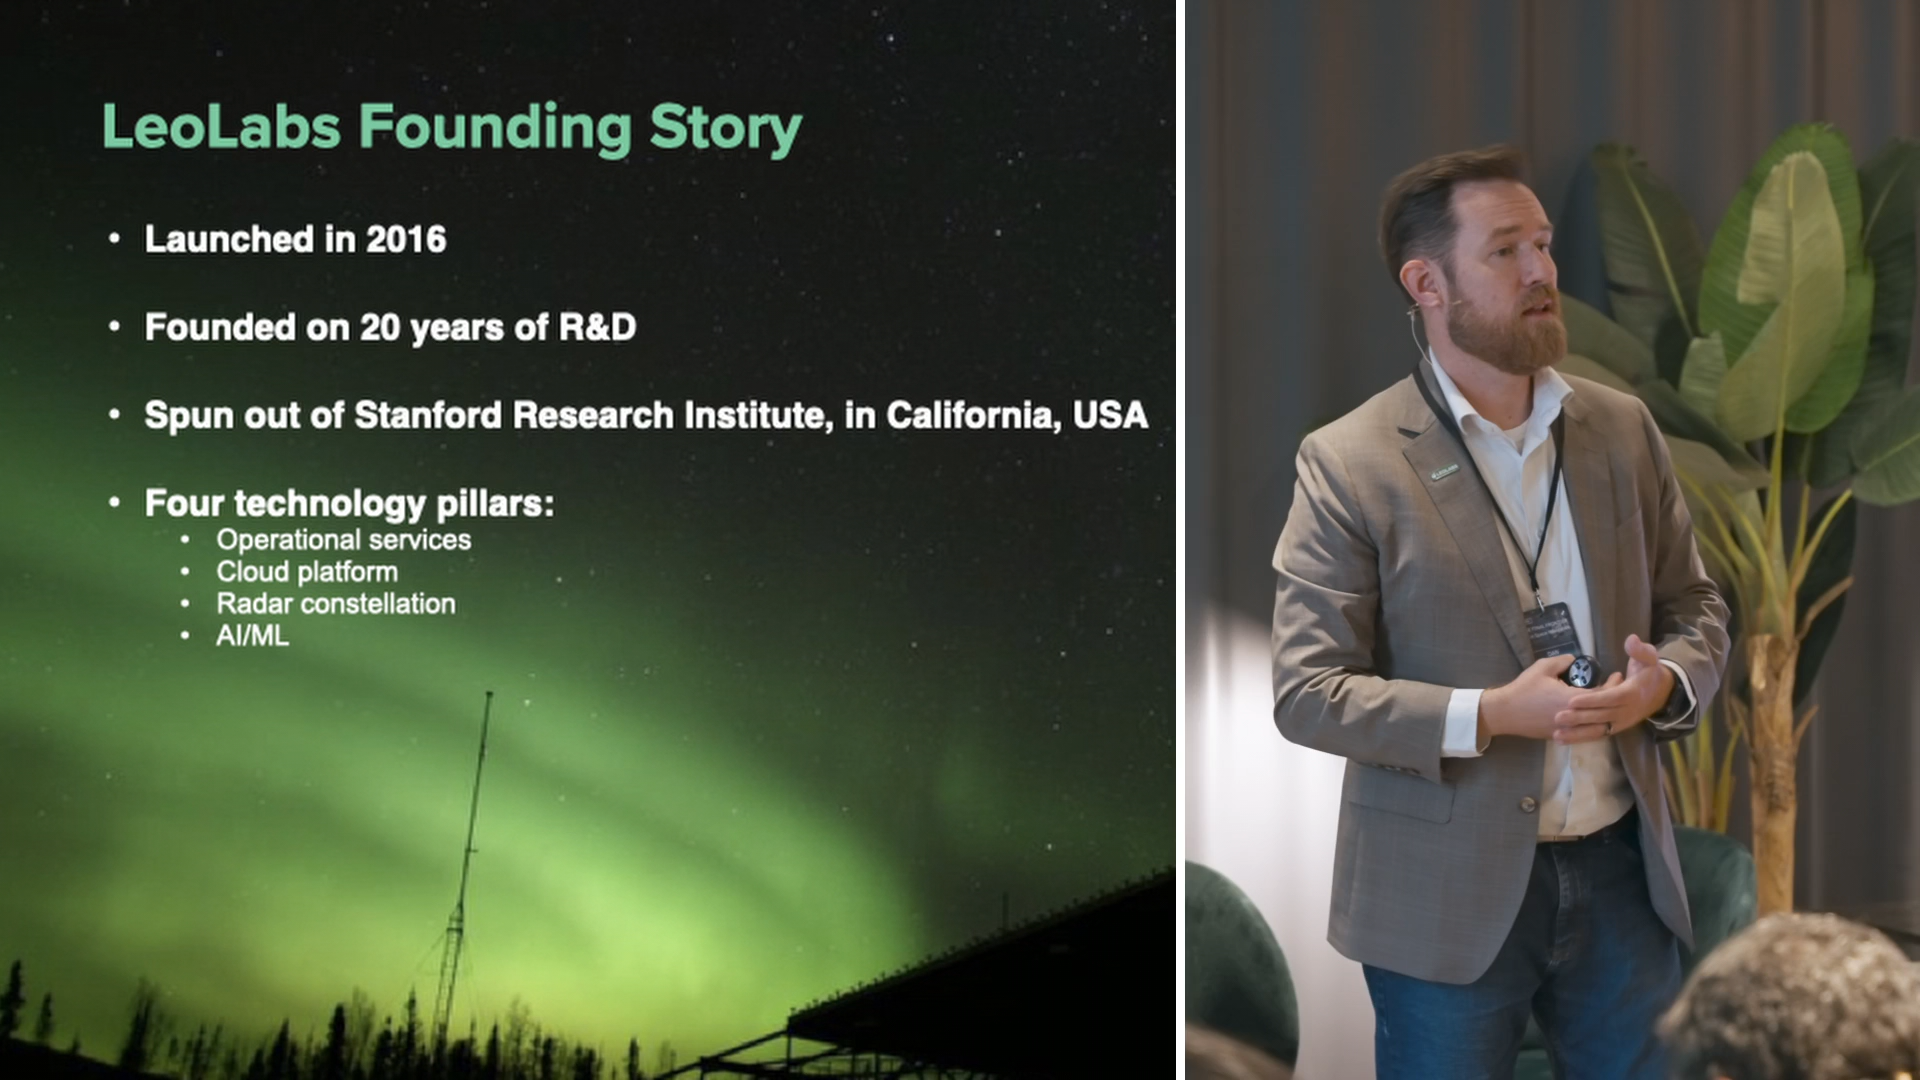 LeoLabs Founding Story
• Launched in 2016
• Founded on 20 years of R&D
• Spun out of Stanford Research Institute, in California, USA
• Four technology pillars:
• Operational services
• Cloud platform
• Radar constellation
• AI/ML